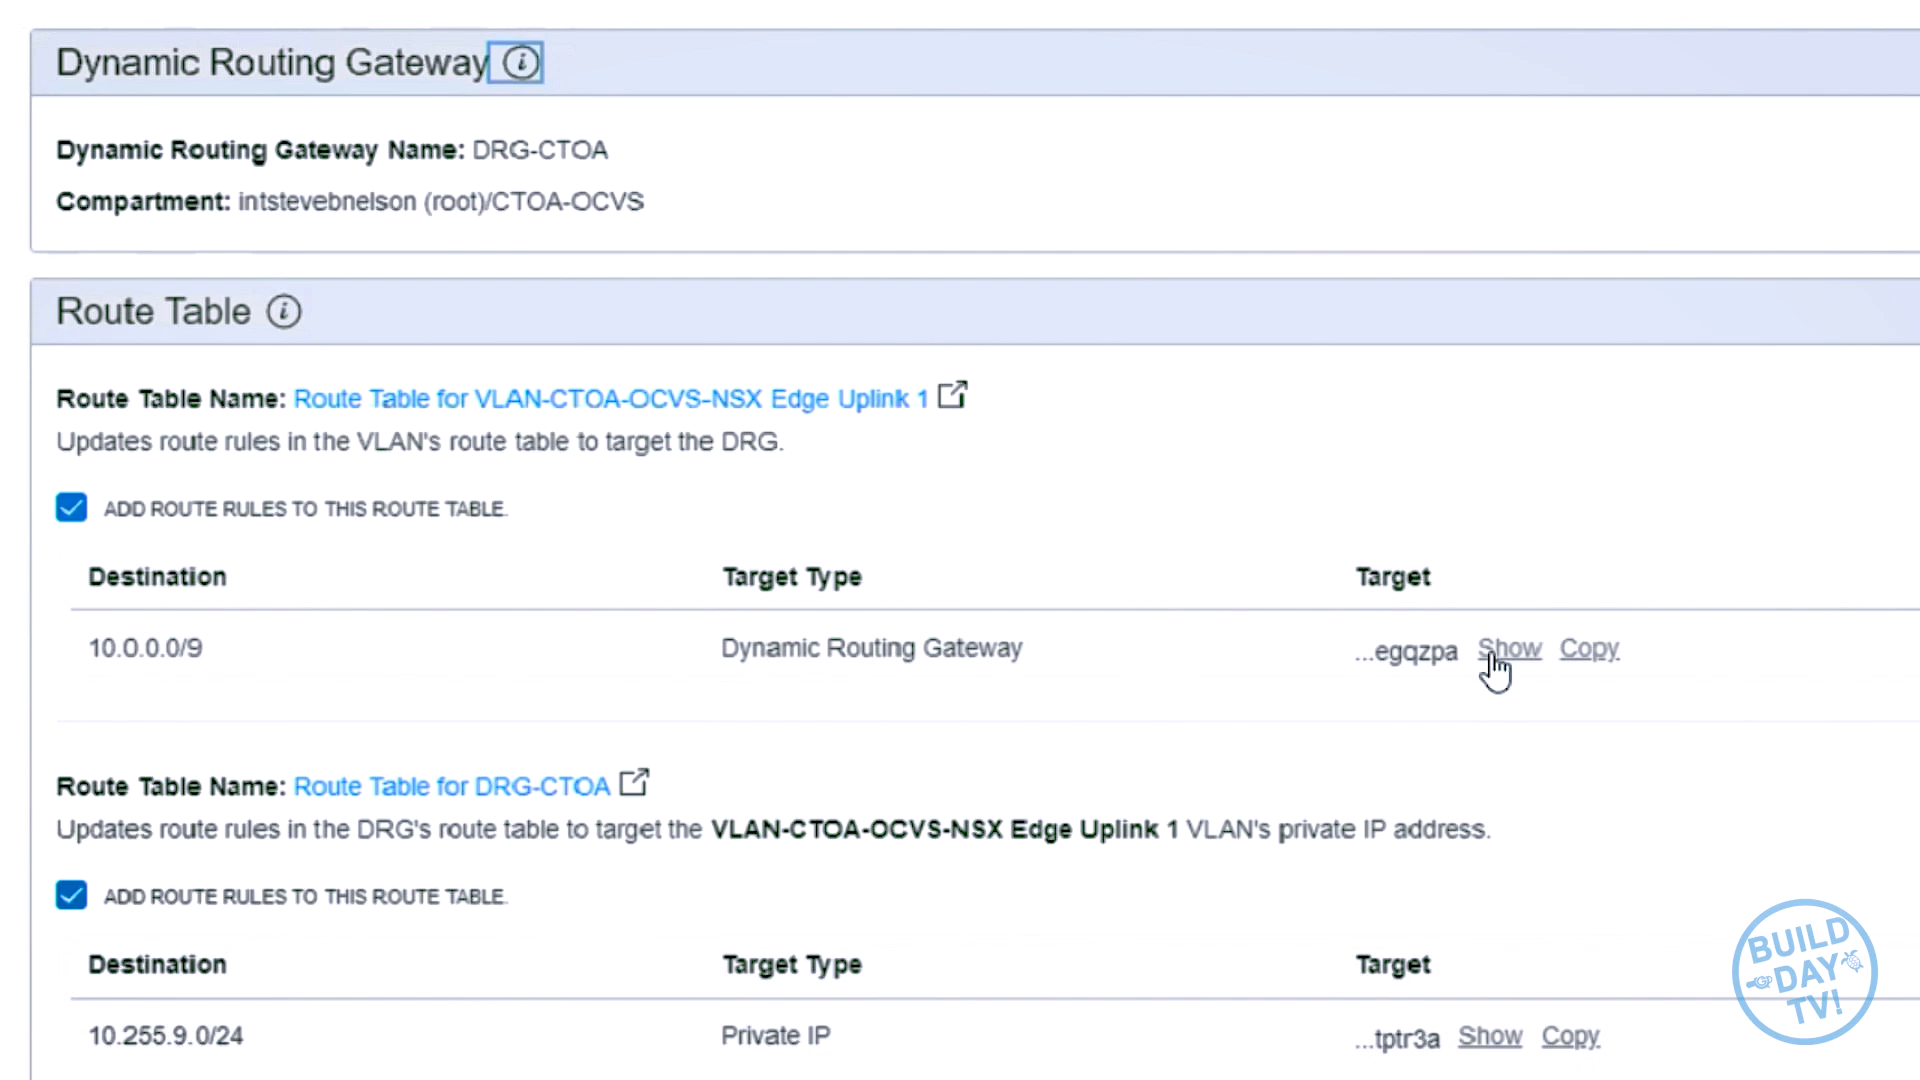 Dynamic Routing Gateway
Dynamic Routing Gateway Name: DRG-CTOA
Compartment: intstevebnelson (root)/CTOA-OCVS
Route Table
Route Table Name: Route Table for VLAN-CTOA-OCVS-NSX Edge Uplink 1
Updates route rules in the VLAN's route table to target the DRG.
ADD ROUTE RULES TO THIS ROUTE TABLE.
Destination Target Type Target
10.0.0.0/9 Dynamic Routing Gateway ...egqzpa Show Copy
Route Table Name: Route Table for DRG-CTOA
Updates route rules in the DRG's route table to target the VLAN-CTOA-OCVS-NSX Edge Uplink 1 VLAN's private IP address.
ADD ROUTE RULES TO THIS ROUTE TABLE.
Destination Target Type Target
10.255.9.0/24 Private IP ...tptr3a Show Copy
BUILD
DAY
TV!